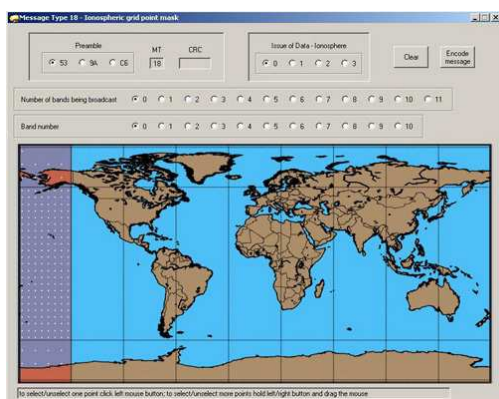 Message Type 18 - Ionospheric grid point mask
Preamble
53 9A C6
MT
18
CRC
Issue of Data - Ionosphere
0 1 2 3
Clear
Encode message
Number of bands being broadcast 0 1 2 3 4 5 6 7 8 9 10 11
Band number 0 1 2 3 4 5 6 7 8 9 10
to select/unselect one point click left mouse button; to select/unselect more points hold left/right button and drag the mouse